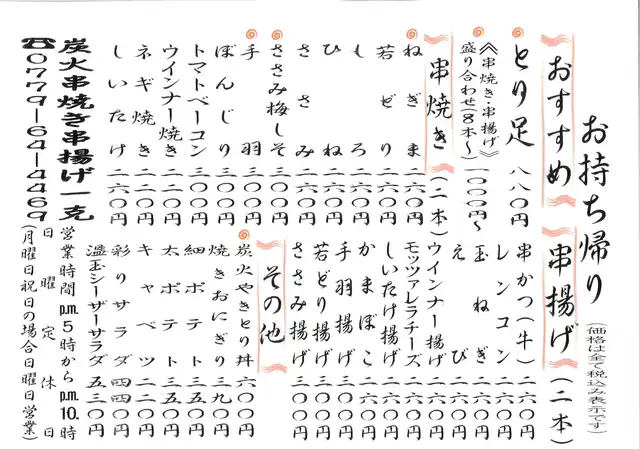 お持ち帰り
(価格は全て税込み表示です)
おすすめ
とり足 八八〇円
《串焼き・串揚げ》
盛り合わせ(8本〜) 一〇〇〇円〜
串焼き(二本)
ねぎま 二六〇円
若どり 二六〇円
しろ 二六〇円
ひね 二六〇円
ささみ 二六〇円
ささみ梅しそ 三〇〇円
手羽 三〇〇円
ぼんじり 三〇〇円
トマトベーコン 三〇〇円
ウインナー焼き 二二〇円
ネギ焼き 二二〇円
しいたけ 二六〇円
串揚げ(二本)
串かつ(牛) 二六〇円
レンコン 二六〇円
玉ねぎ 二六〇円
えび 二六〇円
ウインナー揚げ 二六〇円
モッツァレラチーズ 二六〇円
しいたけ揚げ 二六〇円
かまぼこ 二六〇円
手羽揚げ 三〇〇円
若どり揚げ 三〇〇円
ささみ揚げ 三〇〇円
その他
炭火やきとり丼 六〇〇円
焼きおにぎり 三九〇円
細ポテト 三五〇円
太ポテト 三五〇円
キャベツ 二二〇円
彩りサラダ 四四〇円
温玉シーザーサラダ 五三〇円
炭火串焼き串揚げ一支
☎0779-64-4469
営業時間 p.m.5時からp.m.10時
日曜定休日
(月曜日祝日の場合日曜日営業)